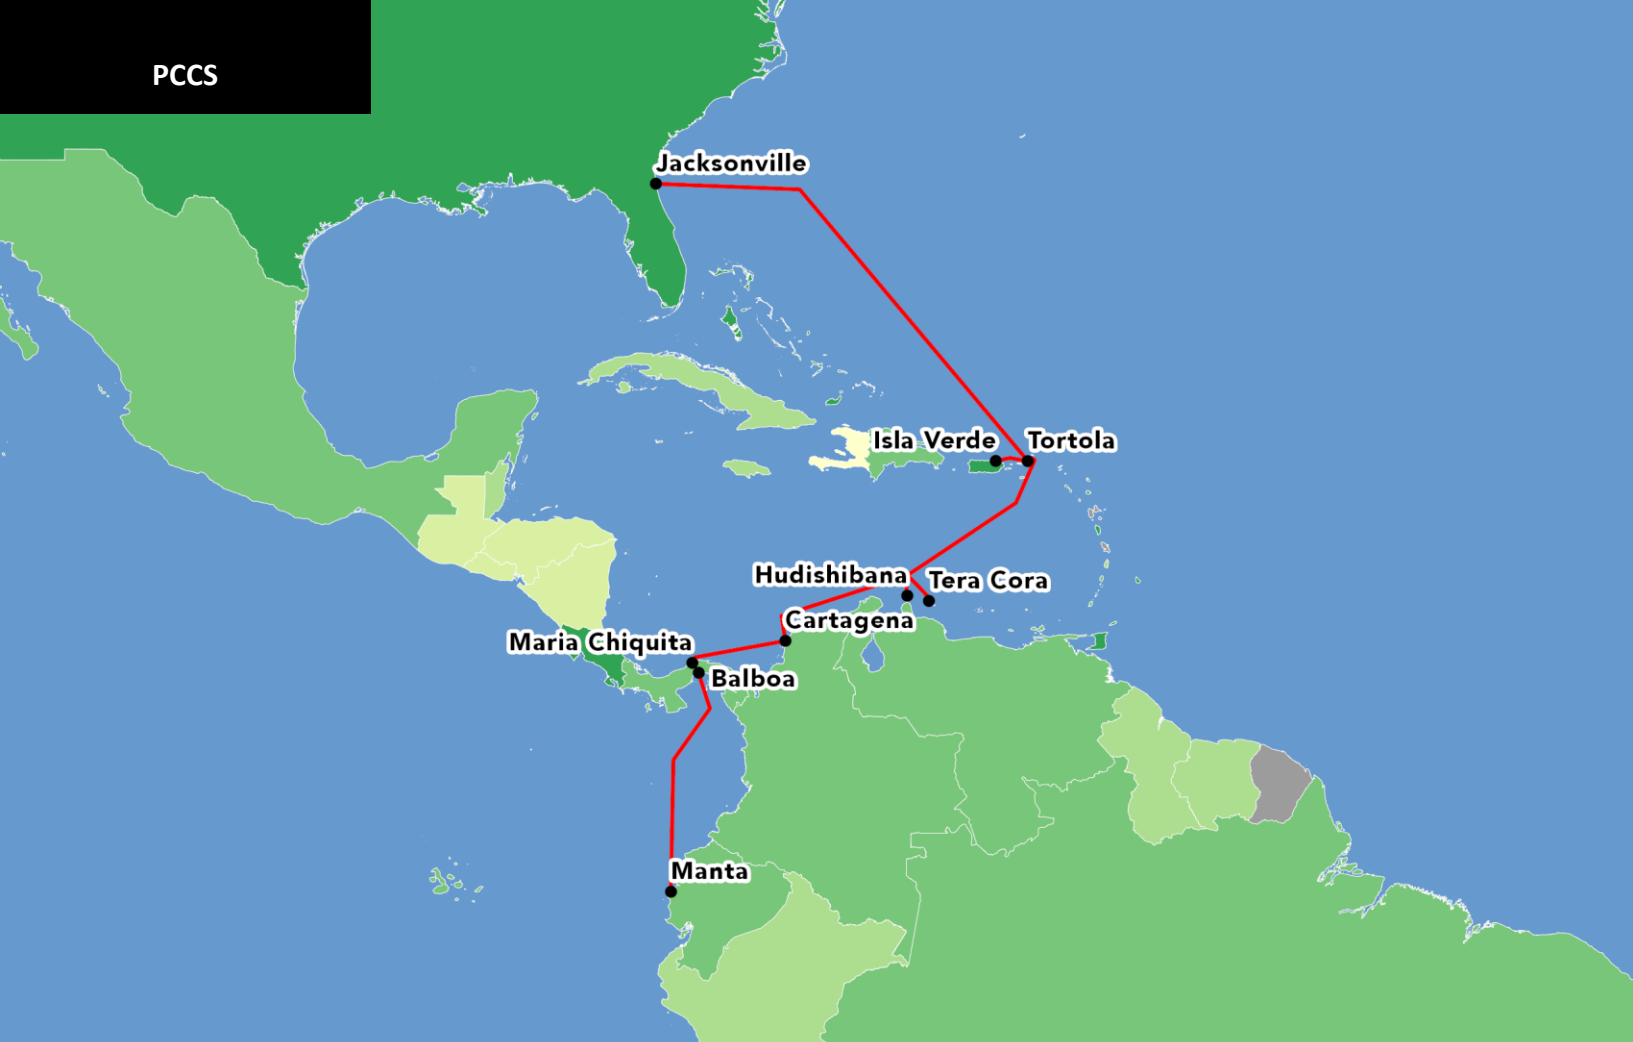 PCCS
Jacksonville
Isla Verde
Tortola
Hudishibana
Tera Cora
Cartagena
Maria Chiquita
Balboa
Manta